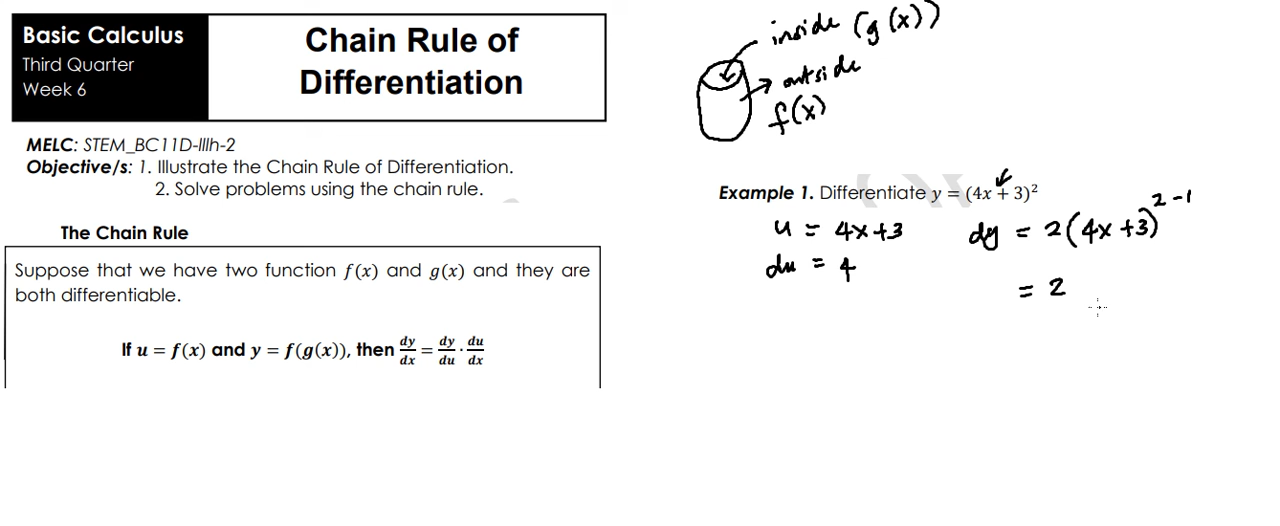 Basic Calculus
Third Quarter
Week 6
Chain Rule of
Differentiation
MELC: STEM_BC11D-IIIh-2
Objective/s: 1. Illustrate the Chain Rule of Differentiation.
2. Solve problems using the chain rule.
The Chain Rule
Suppose that we have two function f(x) and g(x) and they are
both differentiable.
If u = f(x) and y = f(g(x)), then dy/dx = dy/du · du/dx
inside (g(x))
outside
f(x)
Example 1. Differentiate y = (4x + 3)²
u = 4x+3
du = 4
dy = 2(4x+3)^(2-1)
= 2